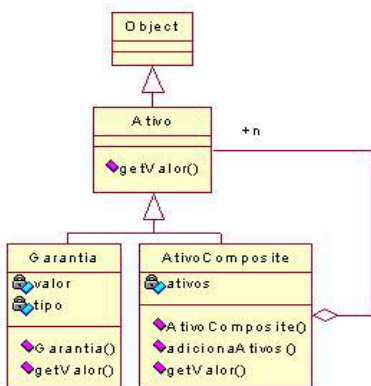 Object
Ativo
+n
getValor()
Garantia
valor
tipo
Garantia()
getValor()
AtivoComposite
ativos
AtivoComposite()
adicionaAtivos()
getValor()